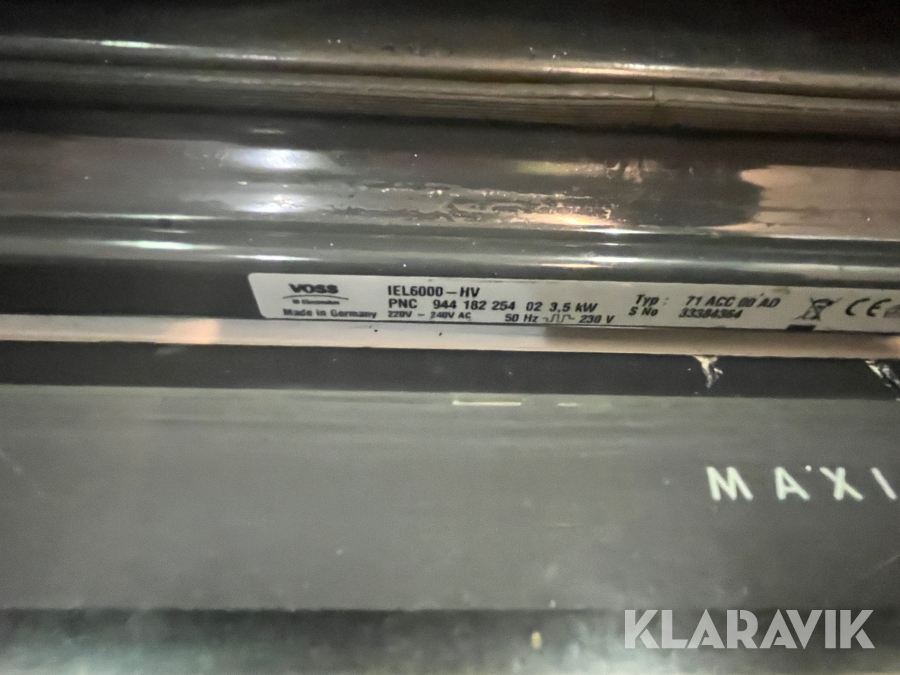 VOSS
Electrolux
Made in Germany
IEL6000-HV
PNC 944 182 254 02 3,5 kW
220V - 240V AC 50 Hz 230 V
Typ : 71 ACC 00 AD
S No 33384364
CE
MAXI
KLARAVIK